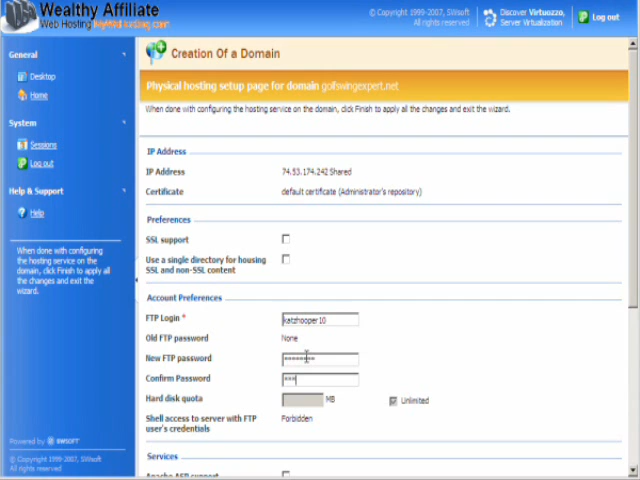 Wealthy Affiliate
Web Hosting
© Copyright 1999-2007, SWsoft
All rights reserved
Discover Virtuozzo,
Server Virtualization
Log out
General
Desktop
Home
System
Sessions
Log out
Help & Support
Help
When done with configuring
the hosting service on the
domain, click Finish to apply all
the changes and exit the
wizard.
Powered by SWSOFT
© Copyright 1999-2007, SWsoft
All rights reserved
Creation Of a Domain
Physical hosting setup page for domain golfswingexpert.net
When done with configuring the hosting service on the domain, click Finish to apply all the changes and exit the wizard.
IP Address
IP Address 74.53.174.242 Shared
Certificate default certificate (Administrator's repository)
Preferences
SSL support
Use a single directory for housing
SSL and non-SSL content
Account Preferences
FTP Login * katzhooper10
Old FTP password None
New FTP password
Confirm Password
Hard disk quota MB Unlimited
Shell access to server with FTP Forbidden
user's credentials
Services
Apache ASP support